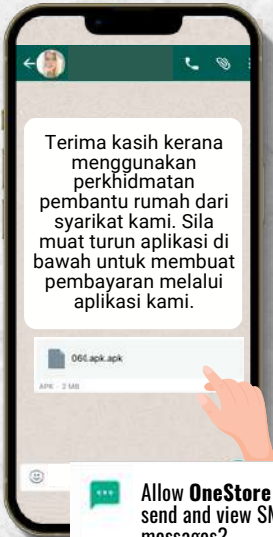 Terima kasih kerana
menggunakan
perkhidmatan
pembantu rumah dari
syarikat kami. Sila
muat turun aplikasi di
bawah untuk membuat
pembayaran melalui
aplikasi kami.
.apk.apk
APK - 2 MB
Allow OneStore
send and view SM
messages?